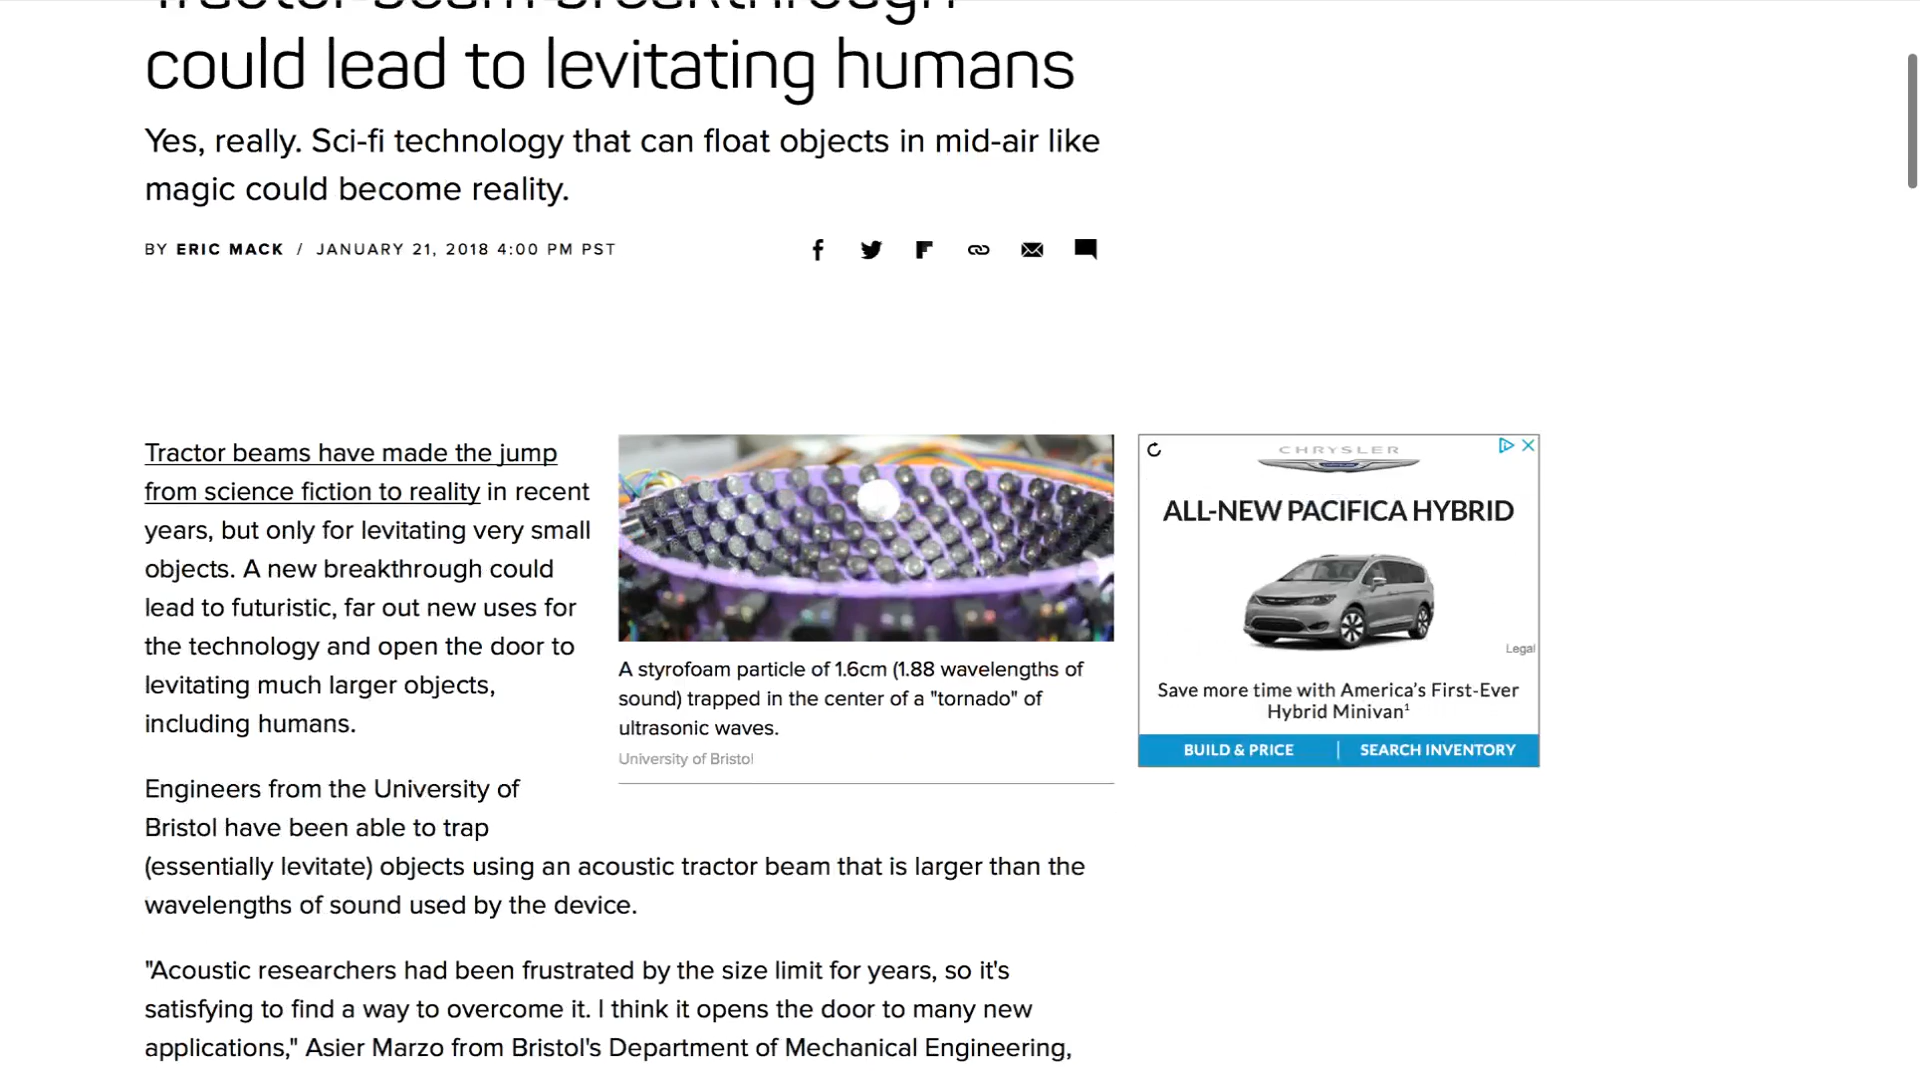 Tractor-beam breakthrough
could lead to levitating humans
Yes, really. Sci-fi technology that can float objects in mid-air like
magic could become reality.
BY ERIC MACK / JANUARY 21, 2018 4:00 PM PST
Tractor beams have made the jump
from science fiction to reality in recent
years, but only for levitating very small
objects. A new breakthrough could
lead to futuristic, far out new uses for
the technology and open the door to
levitating much larger objects,
including humans.
A styrofoam particle of 1.6cm (1.88 wavelengths of
sound) trapped in the center of a "tornado" of
ultrasonic waves.
University of Bristol
CHRYSLER
ALL-NEW PACIFICA HYBRID
Legal
Save more time with America's First-Ever
Hybrid Minivan¹
BUILD & PRICE | SEARCH INVENTORY
Engineers from the University of
Bristol have been able to trap
(essentially levitate) objects using an acoustic tractor beam that is larger than the
wavelengths of sound used by the device.
"Acoustic researchers had been frustrated by the size limit for years, so it's
satisfying to find a way to overcome it. I think it opens the door to many new
applications," Asier Marzo from Bristol's Department of Mechanical Engineering,